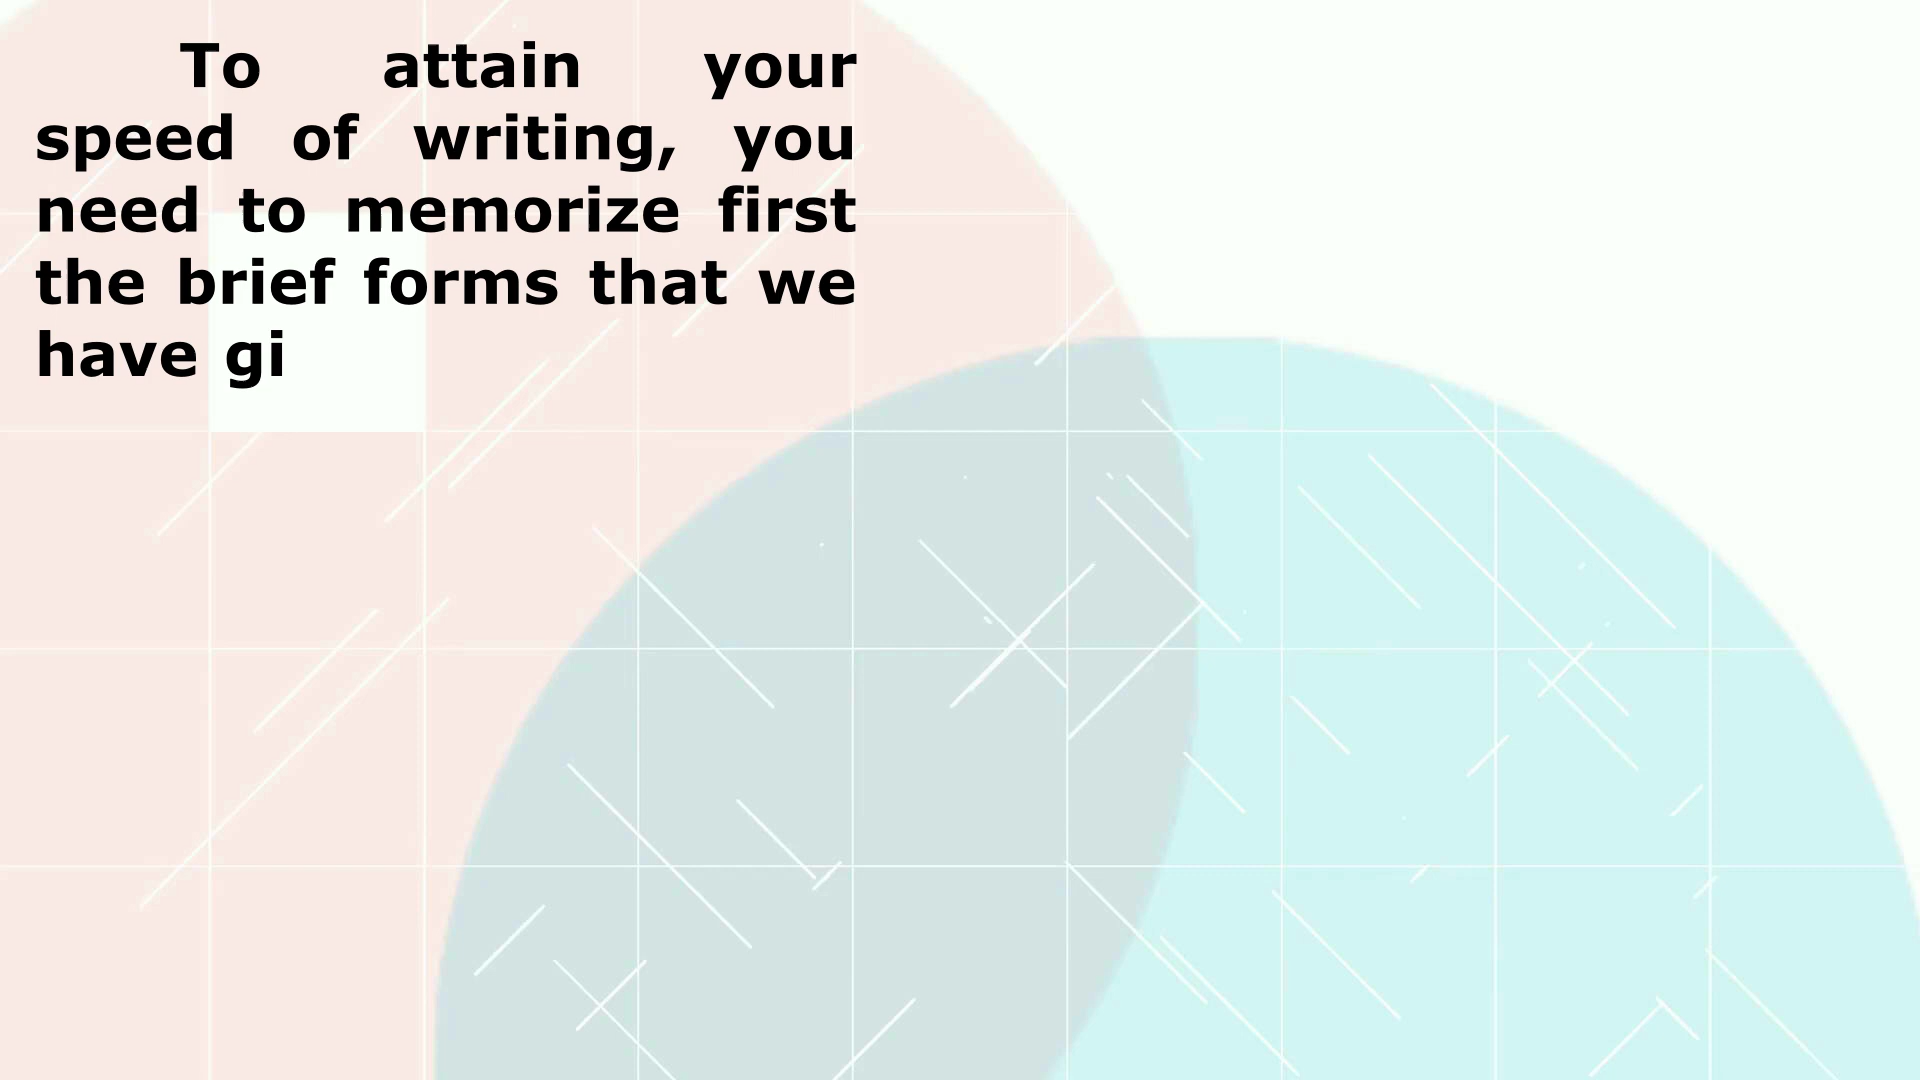 To attain your
speed of writing, you
need to memorize first
the brief forms that we
have gi